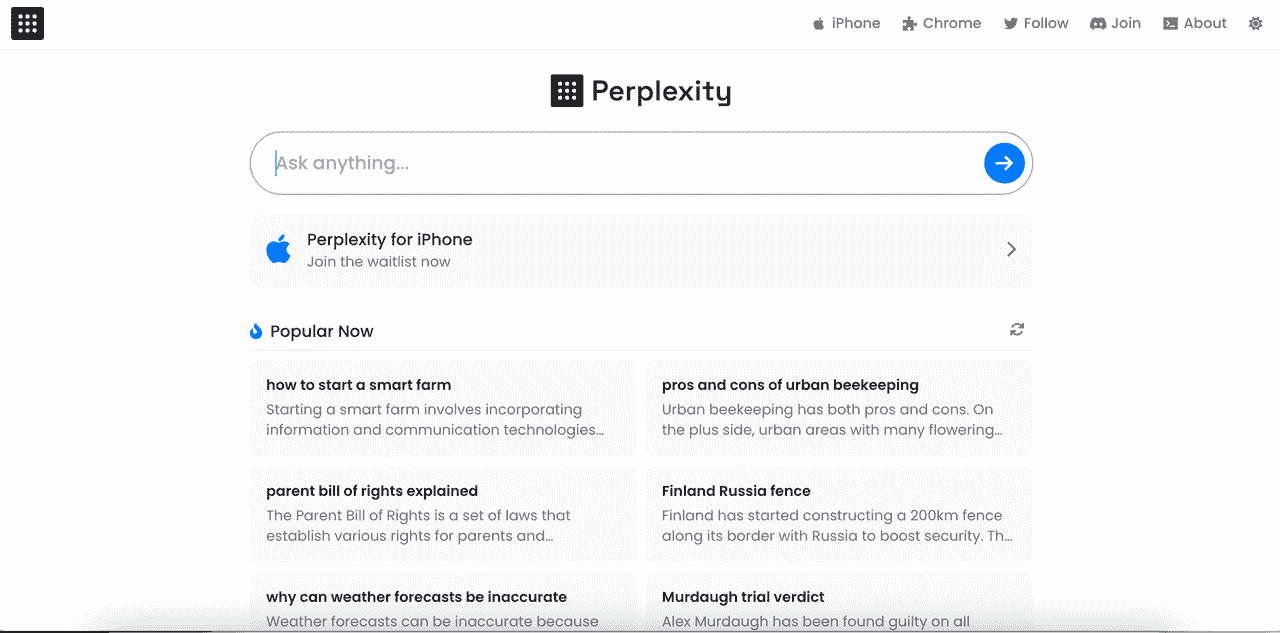 iPhone Chrome Follow Join About
Perplexity
Ask anything...
Perplexity for iPhone
Join the waitlist now
Popular Now
how to start a smart farm
Starting a smart farm involves incorporating
information and communication technologies...
pros and cons of urban beekeeping
Urban beekeeping has both pros and cons. On
the plus side, urban areas with many flowering...
parent bill of rights explained
The Parent Bill of Rights is a set of laws that
establish various rights for parents and...
Finland Russia fence
Finland has started constructing a 200km fence
along its border with Russia to boost security. Th...
why can weather forecasts be inaccurate
Weather forecasts can be inaccurate because
Murdaugh trial verdict
Alex Murdaugh has been found guilty on all